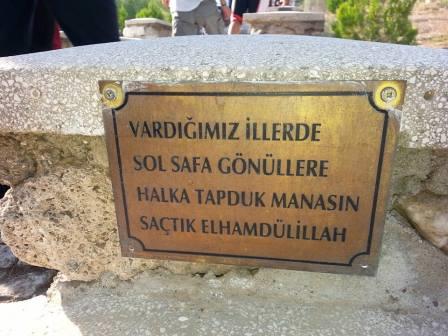 VARDIĞIMIZ İLLERDE
SOL SAFA GÖNÜLLERE
HALKA TAPDUK MANASIN
SAÇTIK ELHAMDÜLİLLAH